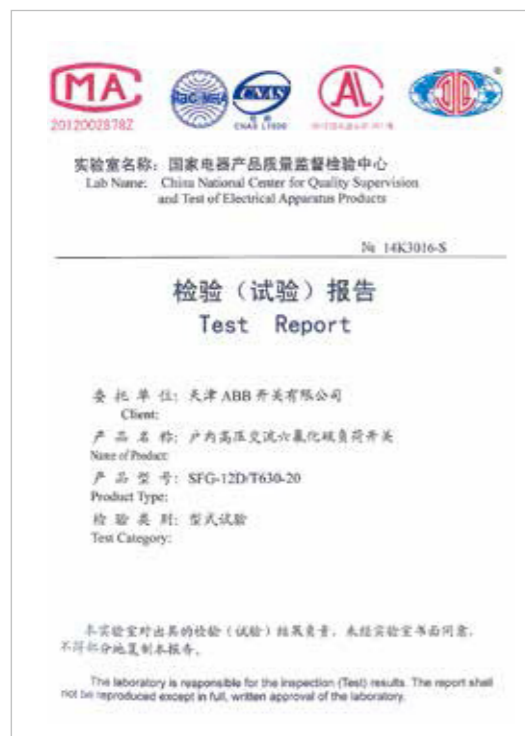 MA
2012002878Z
ilac-MRA
CNAS
CNAS L1600
AL
实验室名称: 国家电器产品质量监督检验中心
Lab Name: China National Center for Quality Supervision
and Test of Electrical Apparatus Products
№ 14K3016-S
检验（试验）报告
Test Report
委托单位: 天津 ABB 开关有限公司
Client:
产品名称: 户内高压交流六氟化硫负荷开关
Name of Product:
产品型号: SFG-12D/T630-20
Product Type:
检验类别: 型式试验
Test Category:
本实验室对出具的检验（试验）结果负责。未经实验室书面同意，
不得部分地复制本报告。
The laboratory is responsible for the inspection (Test) results. The report shall
not be reproduced except in full, written approval of the laboratory.